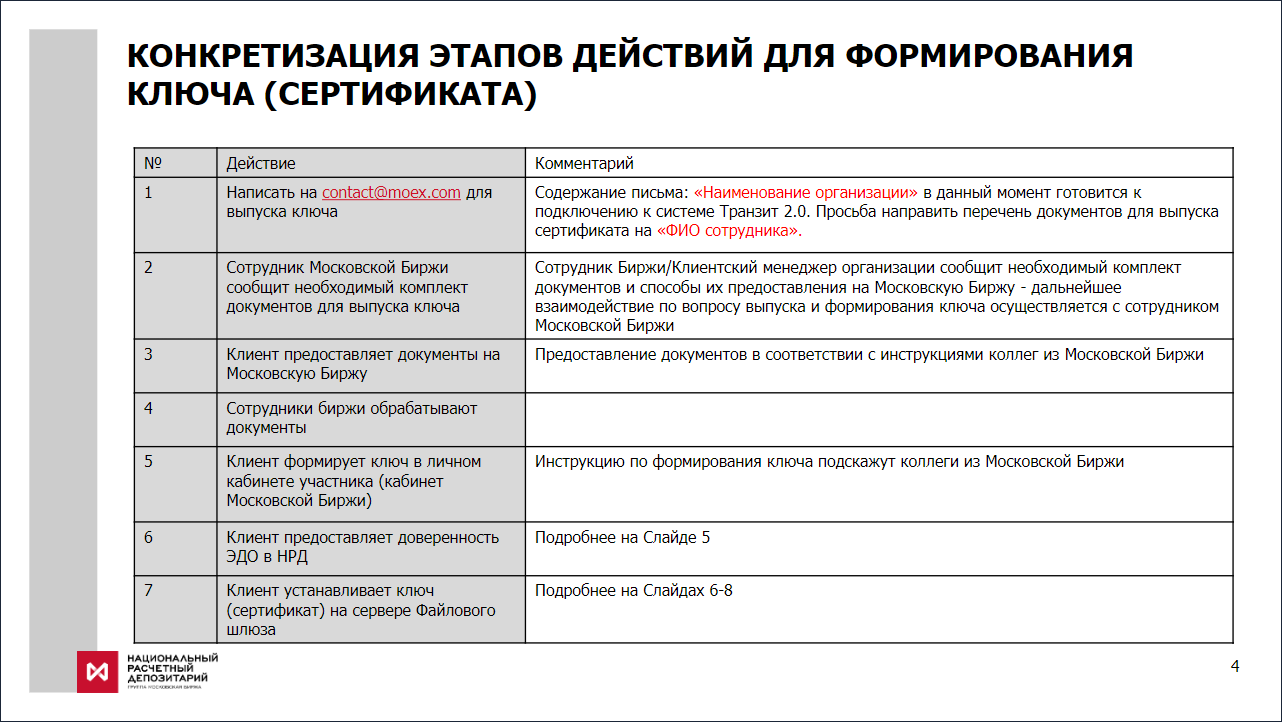 КОНКРЕТИЗАЦИЯ ЭТАПОВ ДЕЙСТВИЙ ДЛЯ ФОРМИРОВАНИЯ
КЛЮЧА (СЕРТИФИКАТА)
№
Действие
Комментарий
1
Написать на contact@moex.com для
выпуска ключа
Содержание письма: «Наименование организации» в данный момент готовится к
подключению к системе Транзит 2.0. Просьба направить перечень документов для выпуска
сертификата на «ФИО сотрудника».
2
Сотрудник Московской Биржи
сообщит необходимый комплект
документов для выпуска ключа
Сотрудник Биржи/Клиентский менеджер организации сообщит необходимый комплект
документов и способы их предоставления на Московскую Биржу - дальнейшее
взаимодействие по вопросу выпуска и формирования ключа осуществляется с сотрудником
Московской Биржи
3
Клиент предоставляет документы на
Московскую Биржу
Предоставление документов в соответствии с инструкциями коллег из Московской Биржи
4
Сотрудники биржи обрабатывают
документы
5
Клиент формирует ключ в личном
кабинете участника (кабинет
Московской Биржи)
Инструкцию по формирования ключа подскажут коллеги из Московской Биржи
6
Клиент предоставляет доверенность
ЭДО в НРД
Подробнее на Слайде 5
7
Клиент устанавливает ключ
(сертификат) на сервере Файлового
шлюза
Подробнее на Слайдах 6-8
НАЦИОНАЛЬНЫЙ
РАСЧЕТНЫЙ
ДЕПОЗИТАРИЙ
ГРУППА МОСКОВСКАЯ БИРЖА
4